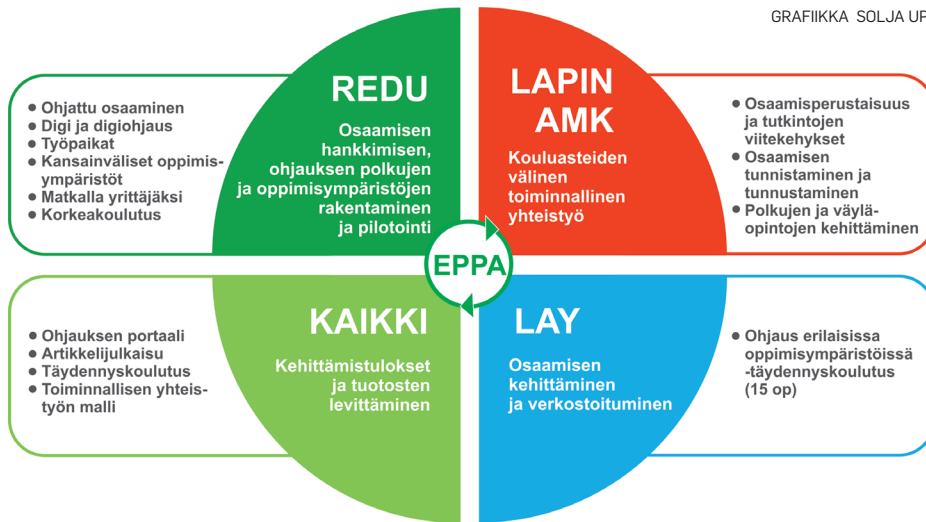 GRAFIIKKA SOLJA UP
REDU
Osaamisen
hankkimisen,
ohjauksen polkujen
ja oppimisympäristöjen
rakentaminen
ja pilotointi
● Ohjattu osaaminen
● Digi ja digiohjaus
● Työpaikat
● Kansainväliset oppimis-
ympäristöt
● Matkalla yrittäjäksi
● Korkeakoulutus
LAPIN
AMK
Kouluasteiden
välinen
toiminnallinen
yhteistyö
● Osaamisperustaisuus
ja tutkintojen
viitekehykset
● Osaamisen
tunnistaminen ja
tunnustaminen
● Polkujen ja väylä-
opintojen kehittäminen
EPPA
KAIKKI
Kehittämistulokset
ja tuotosten
levittäminen
● Ohjauksen portaali
● Artikkelijulkaisu
● Täydennyskoulutus
● Toiminnallisen yhteis-
työn malli
LAY
Osaamisen
kehittäminen
ja verkostoituminen
● Ohjaus erilaisissa
oppimisympäristöissä
-täydennyskoulutus
(15 op)